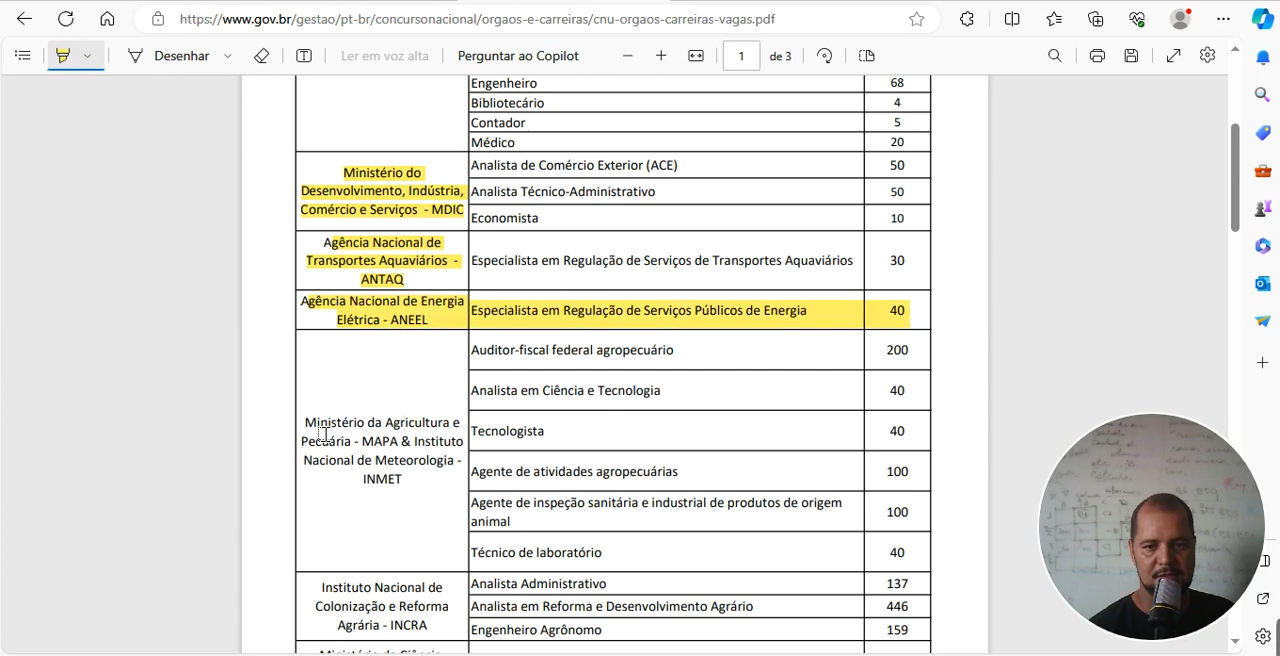 https://www.gov.br/gestao/pt-br/concursonacional/orgaos-e-carreiras/cnu-orgaos-carreiras-vagas.pdf
Desenhar
Ler em voz alta
Perguntar ao Copilot
1
de 3
Engenheiro 68
Bibliotecário 4
Contador 5
Médico 20
Ministério do
Desenvolvimento, Indústria,
Comércio e Serviços - MDIC
Analista de Comércio Exterior (ACE) 50
Analista Técnico-Administrativo 50
Economista 10
Agência Nacional de
Transportes Aquaviários -
ANTAQ
Especialista em Regulação de Serviços de Transportes Aquaviários 30
Agência Nacional de Energia
Elétrica - ANEEL
Especialista em Regulação de Serviços Públicos de Energia 40
Ministério da Agricultura e
Pecuária - MAPA & Instituto
Nacional de Meteorologia -
INMET
Auditor-fiscal federal agropecuário 200
Analista em Ciência e Tecnologia 40
Tecnologista 40
Agente de atividades agropecuárias 100
Agente de inspeção sanitária e industrial de produtos de origem
animal 100
Técnico de laboratório 40
Instituto Nacional de
Colonização e Reforma
Agrária - INCRA
Analista Administrativo 137
Analista em Reforma e Desenvolvimento Agrário 446
Engenheiro Agrônomo 159